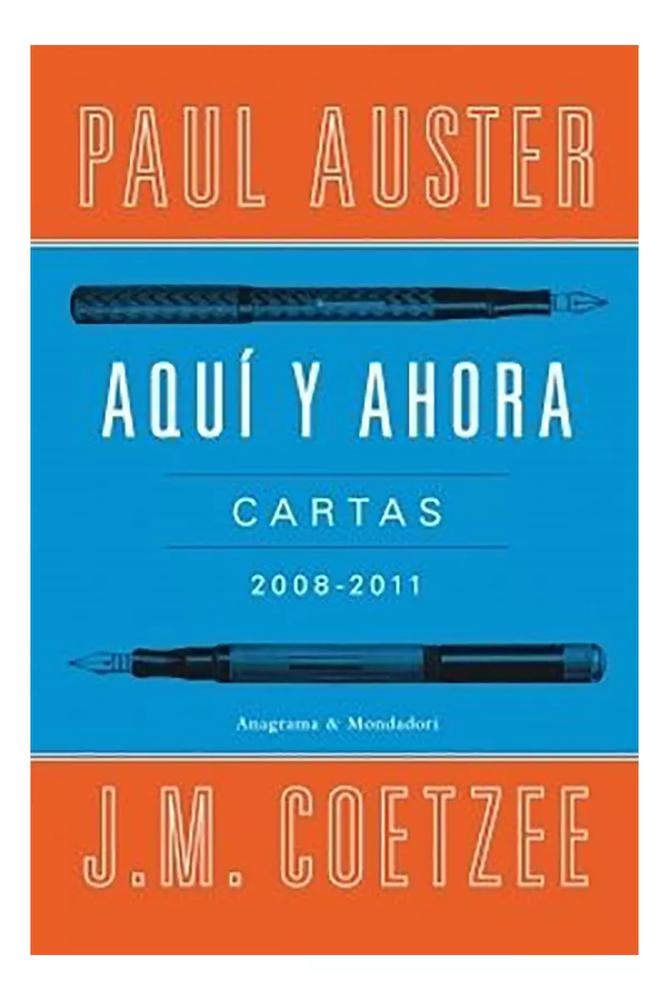 PAUL AUSTER
AQUÍ Y AHORA
CARTAS
2008-2011
Anagrama & Mondadori
J.M. COETZEE